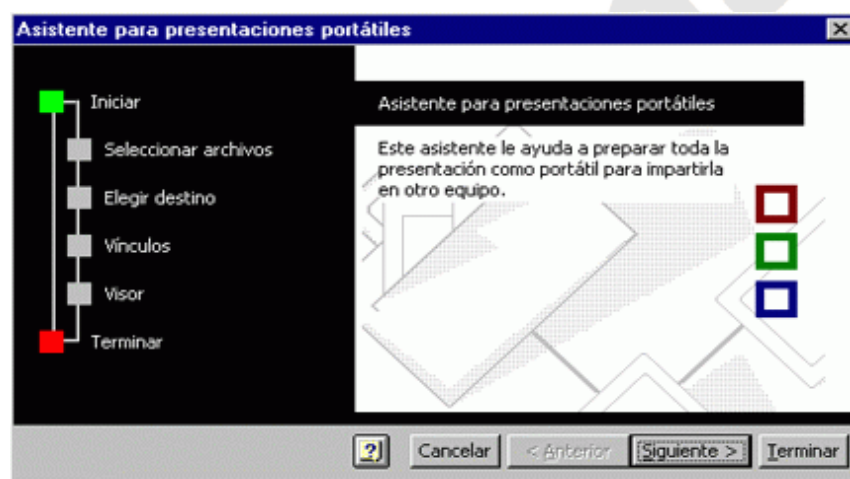 Asistente para presentaciones portátiles
Iniciar
Seleccionar archivos
Elegir destino
Vínculos
Visor
Terminar
Asistente para presentaciones portátiles
Este asistente le ayuda a preparar toda la
presentación como portátil para impartirla
en otro equipo.
Cancelar
< Anterior
Siguiente >
Terminar